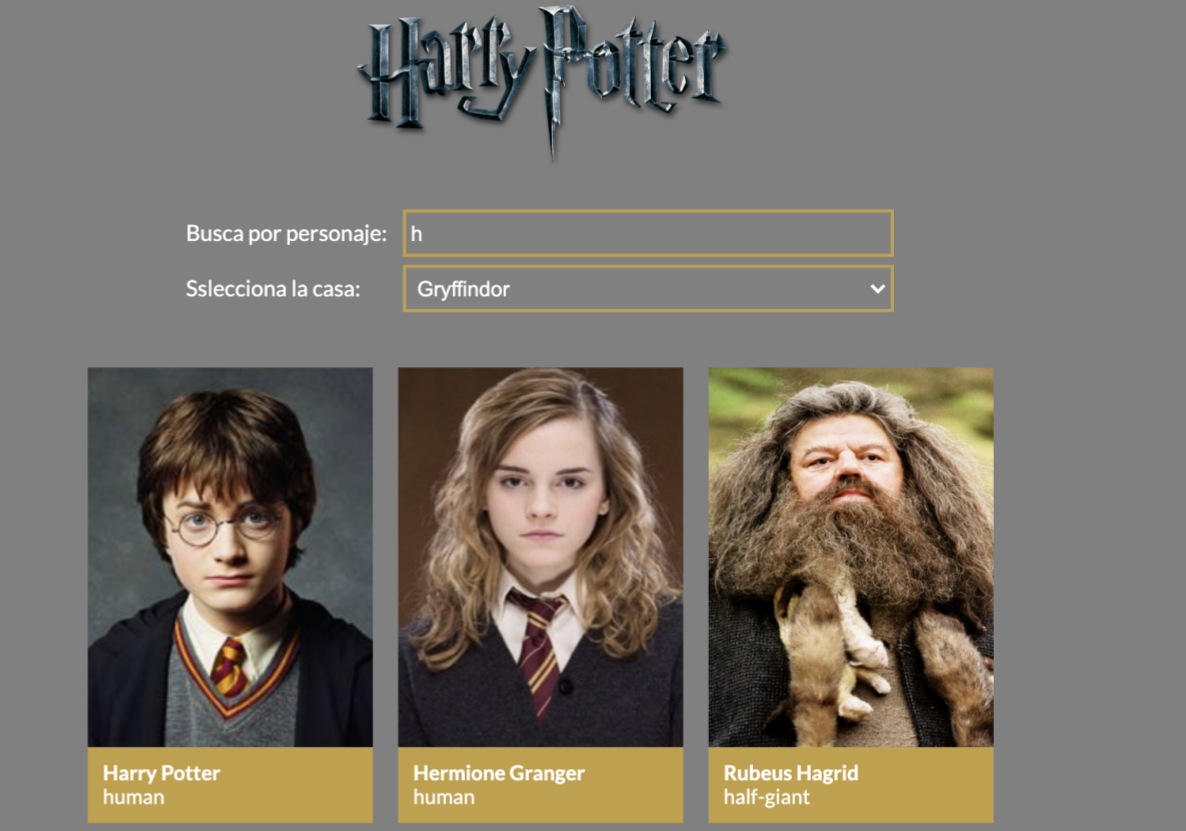 Harry Potter
Busca por personaje: h
Sslecciona la casa: Gryffindor
Harry Potter
human
Hermione Granger
human
Rubeus Hagrid
half-giant